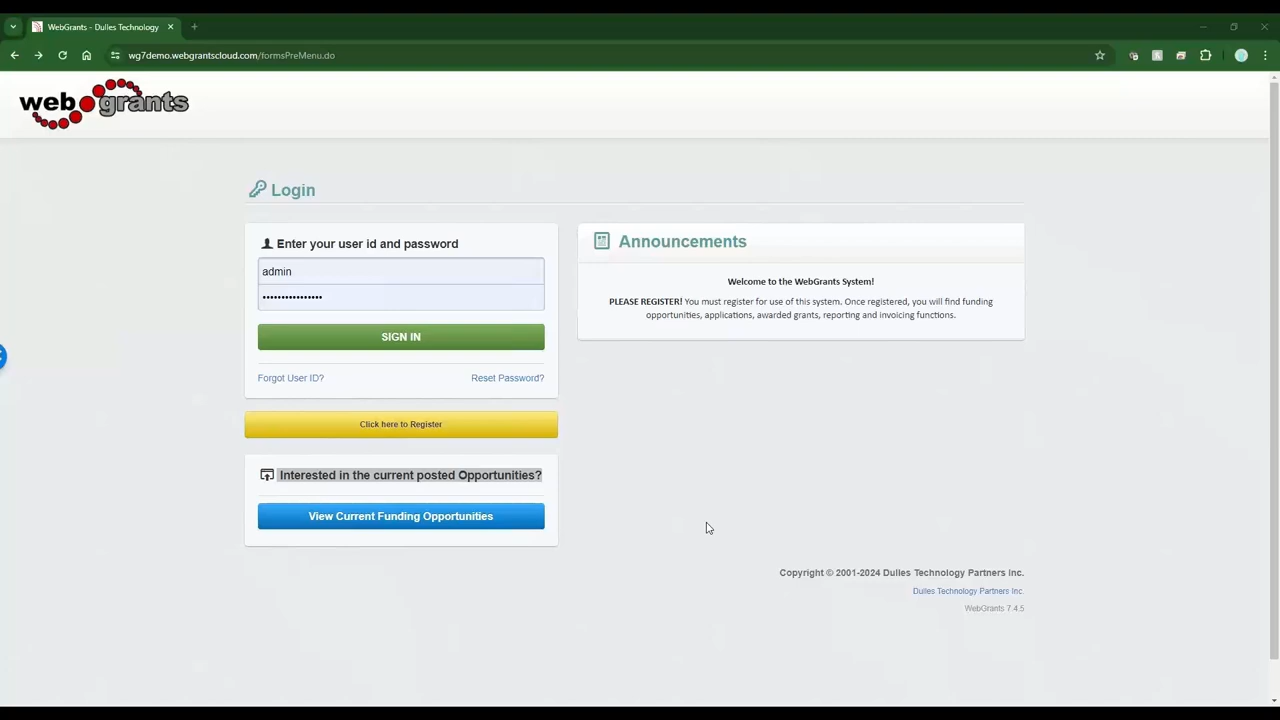 WebGrants - Dulles Technology
wg7demo.webgrantscloud.com/formsPreMenu.do
web grants
Login
Enter your user id and password
admin
••••••••••••••••
SIGN IN
Forgot User ID?
Reset Password?
Click here to Register
Interested in the current posted Opportunities?
View Current Funding Opportunities
Announcements
Welcome to the WebGrants System!
PLEASE REGISTER! You must register for use of this system. Once registered, you will find funding
opportunities, applications, awarded grants, reporting and invoicing functions.
Copyright © 2001-2024 Dulles Technology Partners Inc.
Dulles Technology Partners Inc.
WebGrants 7.4.5